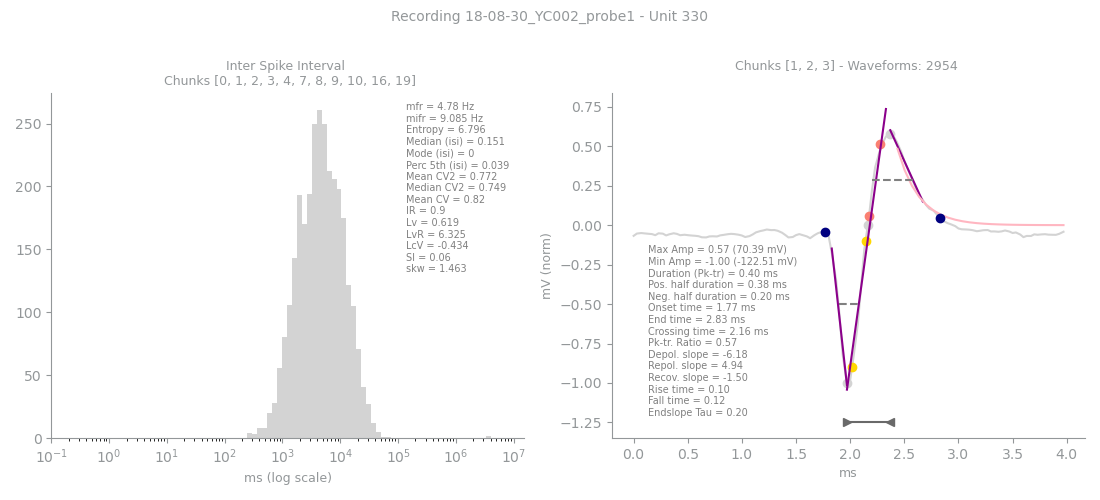 Recording 18-08-30_YC002_probe1 - Unit 330
Inter Spike Interval
Chunks [0, 1, 2, 3, 4, 7, 8, 9, 10, 16, 19]
mfr = 4.78 Hz
mifr = 9.085 Hz
Entropy = 6.796
Median (isi) = 0.151
Mode (isi) = 0
Perc 5th (isi) = 0.039
Mean CV2 = 0.772
Median CV2 = 0.749
Mean CV = 0.82
IR = 0.9
Lv = 0.619
LvR = 6.325
LcV = -0.434
SI = 0.06
skw = 1.463
250
200
150
100
50
0
10⁻¹ 10⁰ 10¹ 10² 10³ 10⁴ 10⁵ 10⁶ 10⁷
ms (log scale)
Chunks [1, 2, 3] - Waveforms: 2954
mV (norm)
0.75
0.50
0.25
0.00
−0.25
−0.50
−0.75
−1.00
−1.25
Max Amp = 0.57 (70.39 mV)
Min Amp = -1.00 (-122.51 mV)
Duration (Pk-tr) = 0.40 ms
Pos. half duration = 0.38 ms
Neg. half duration = 0.20 ms
Onset time = 1.77 ms
End time = 2.83 ms
Crossing time = 2.16 ms
Pk-tr. Ratio = 0.57
Depol. slope = -6.18
Repol. slope = 4.94
Recov. slope = -1.50
Rise time = 0.10
Fall time = 0.12
Endslope Tau = 0.20
0.0 0.5 1.0 1.5 2.0 2.5 3.0 3.5 4.0
ms